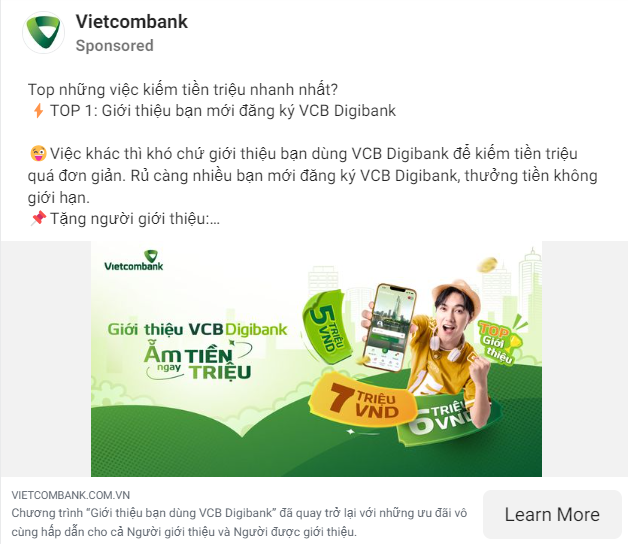 Vietcombank
Sponsored
Top những việc kiếm tiền triệu nhanh nhất?
⚡ TOP 1: Giới thiệu bạn mới đăng ký VCB Digibank
😜Việc khác thì khó chứ giới thiệu bạn dùng VCB Digibank để kiếm tiền triệu
quá đơn giản. Rủ càng nhiều bạn mới đăng ký VCB Digibank, thưởng tiền không
giới hạn.
📌Tặng người giới thiệu:…
Vietcombank
Giới thiệu VCB Digibank
ẴM TIỀN
ngay TRIỆU
5 TRIỆU VND
TOP
Giới
thiệu
7 TRIỆU
VND
6 TRIỆU
VND
VIETCOMBANK.COM.VN
Chương trình “Giới thiệu bạn dùng VCB Digibank” đã quay trở lại với những ưu đãi vô
cùng hấp dẫn cho cả Người giới thiệu và Người được giới thiệu.
Learn More